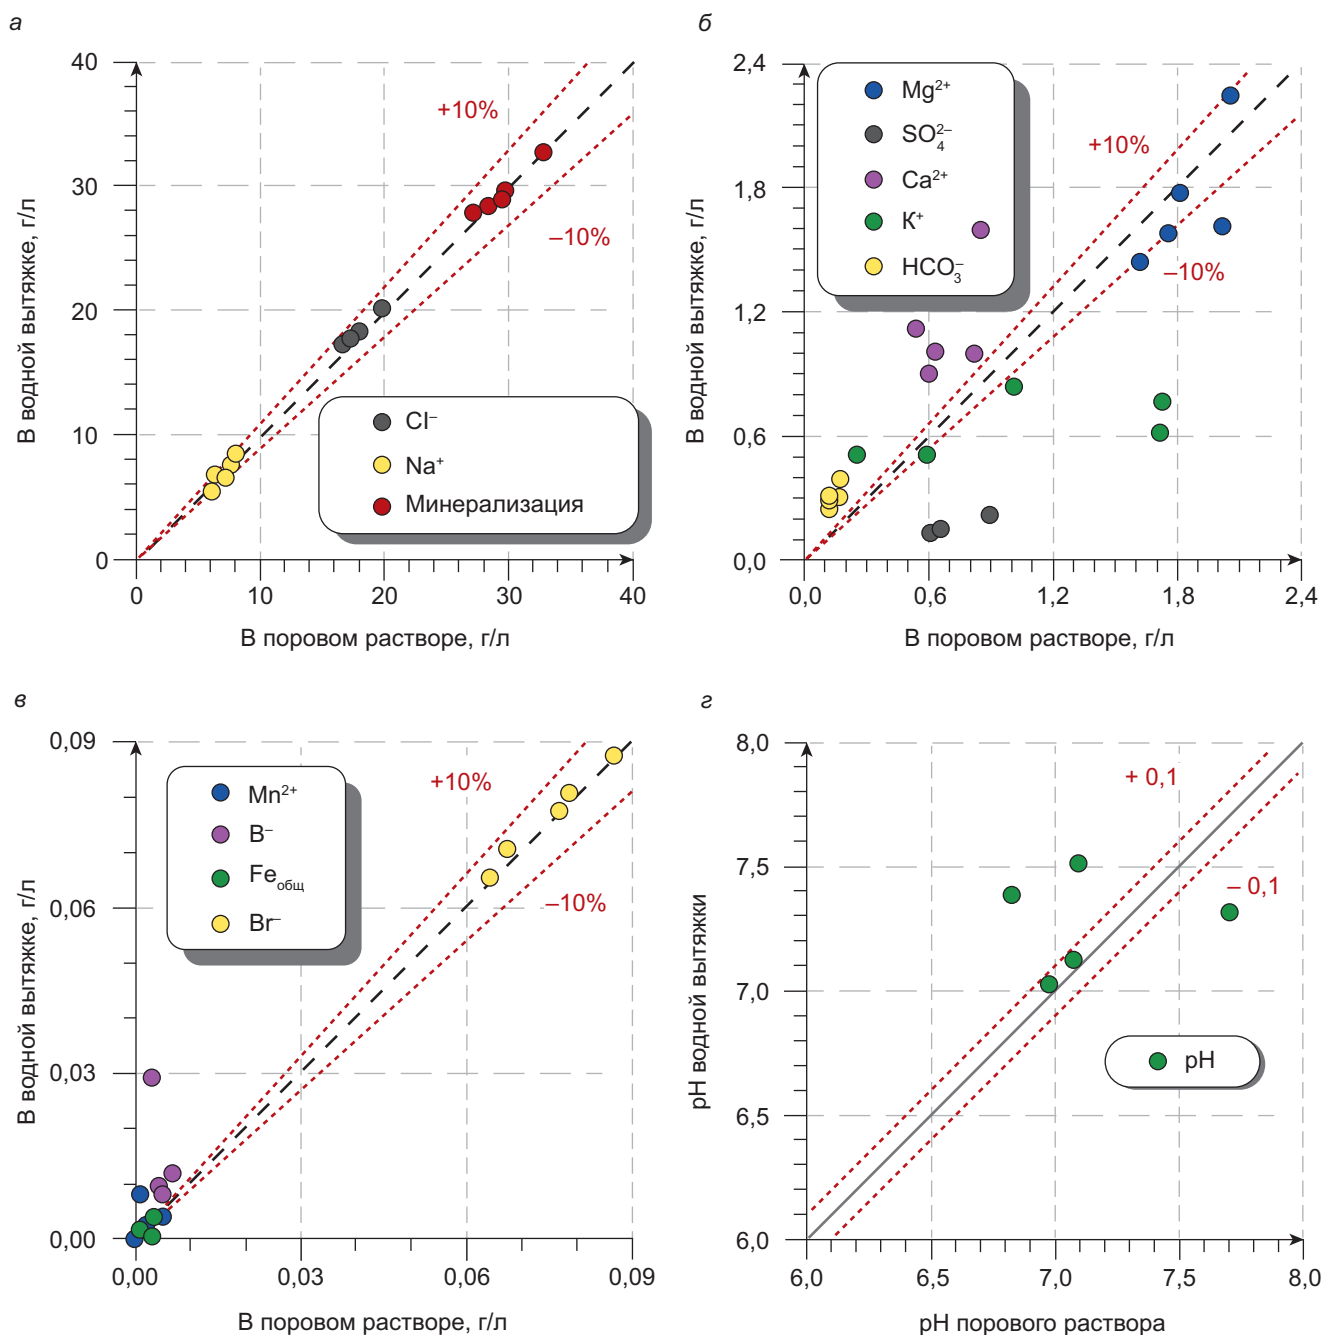 а
В водной вытяжке, г/л
40
30
20
10
0
+10%
–10%
Cl⁻
Na⁺
Минерализация
0 10 20 30 40
В поровом растворе, г/л
б
В водной вытяжке, г/л
2,4
1,8
1,2
0,6
0,0
Mg²⁺
SO₄²⁻
Ca²⁺
К⁺
HCO₃⁻
+10%
–10%
0,0 0,6 1,2 1,8 2,4
В поровом растворе, г/л
в
В водной вытяжке, г/л
0,09
0,06
0,03
0,00
Mn²⁺
B⁻
Fe общ
Br⁻
+10%
–10%
0,00 0,03 0,06 0,09
В поровом растворе, г/л
г
pH водной вытяжки
8,0
7,5
7,0
6,5
6,0
+ 0,1
– 0,1
pH
6,0 6,5 7,0 7,5 8,0
pH порового раствора